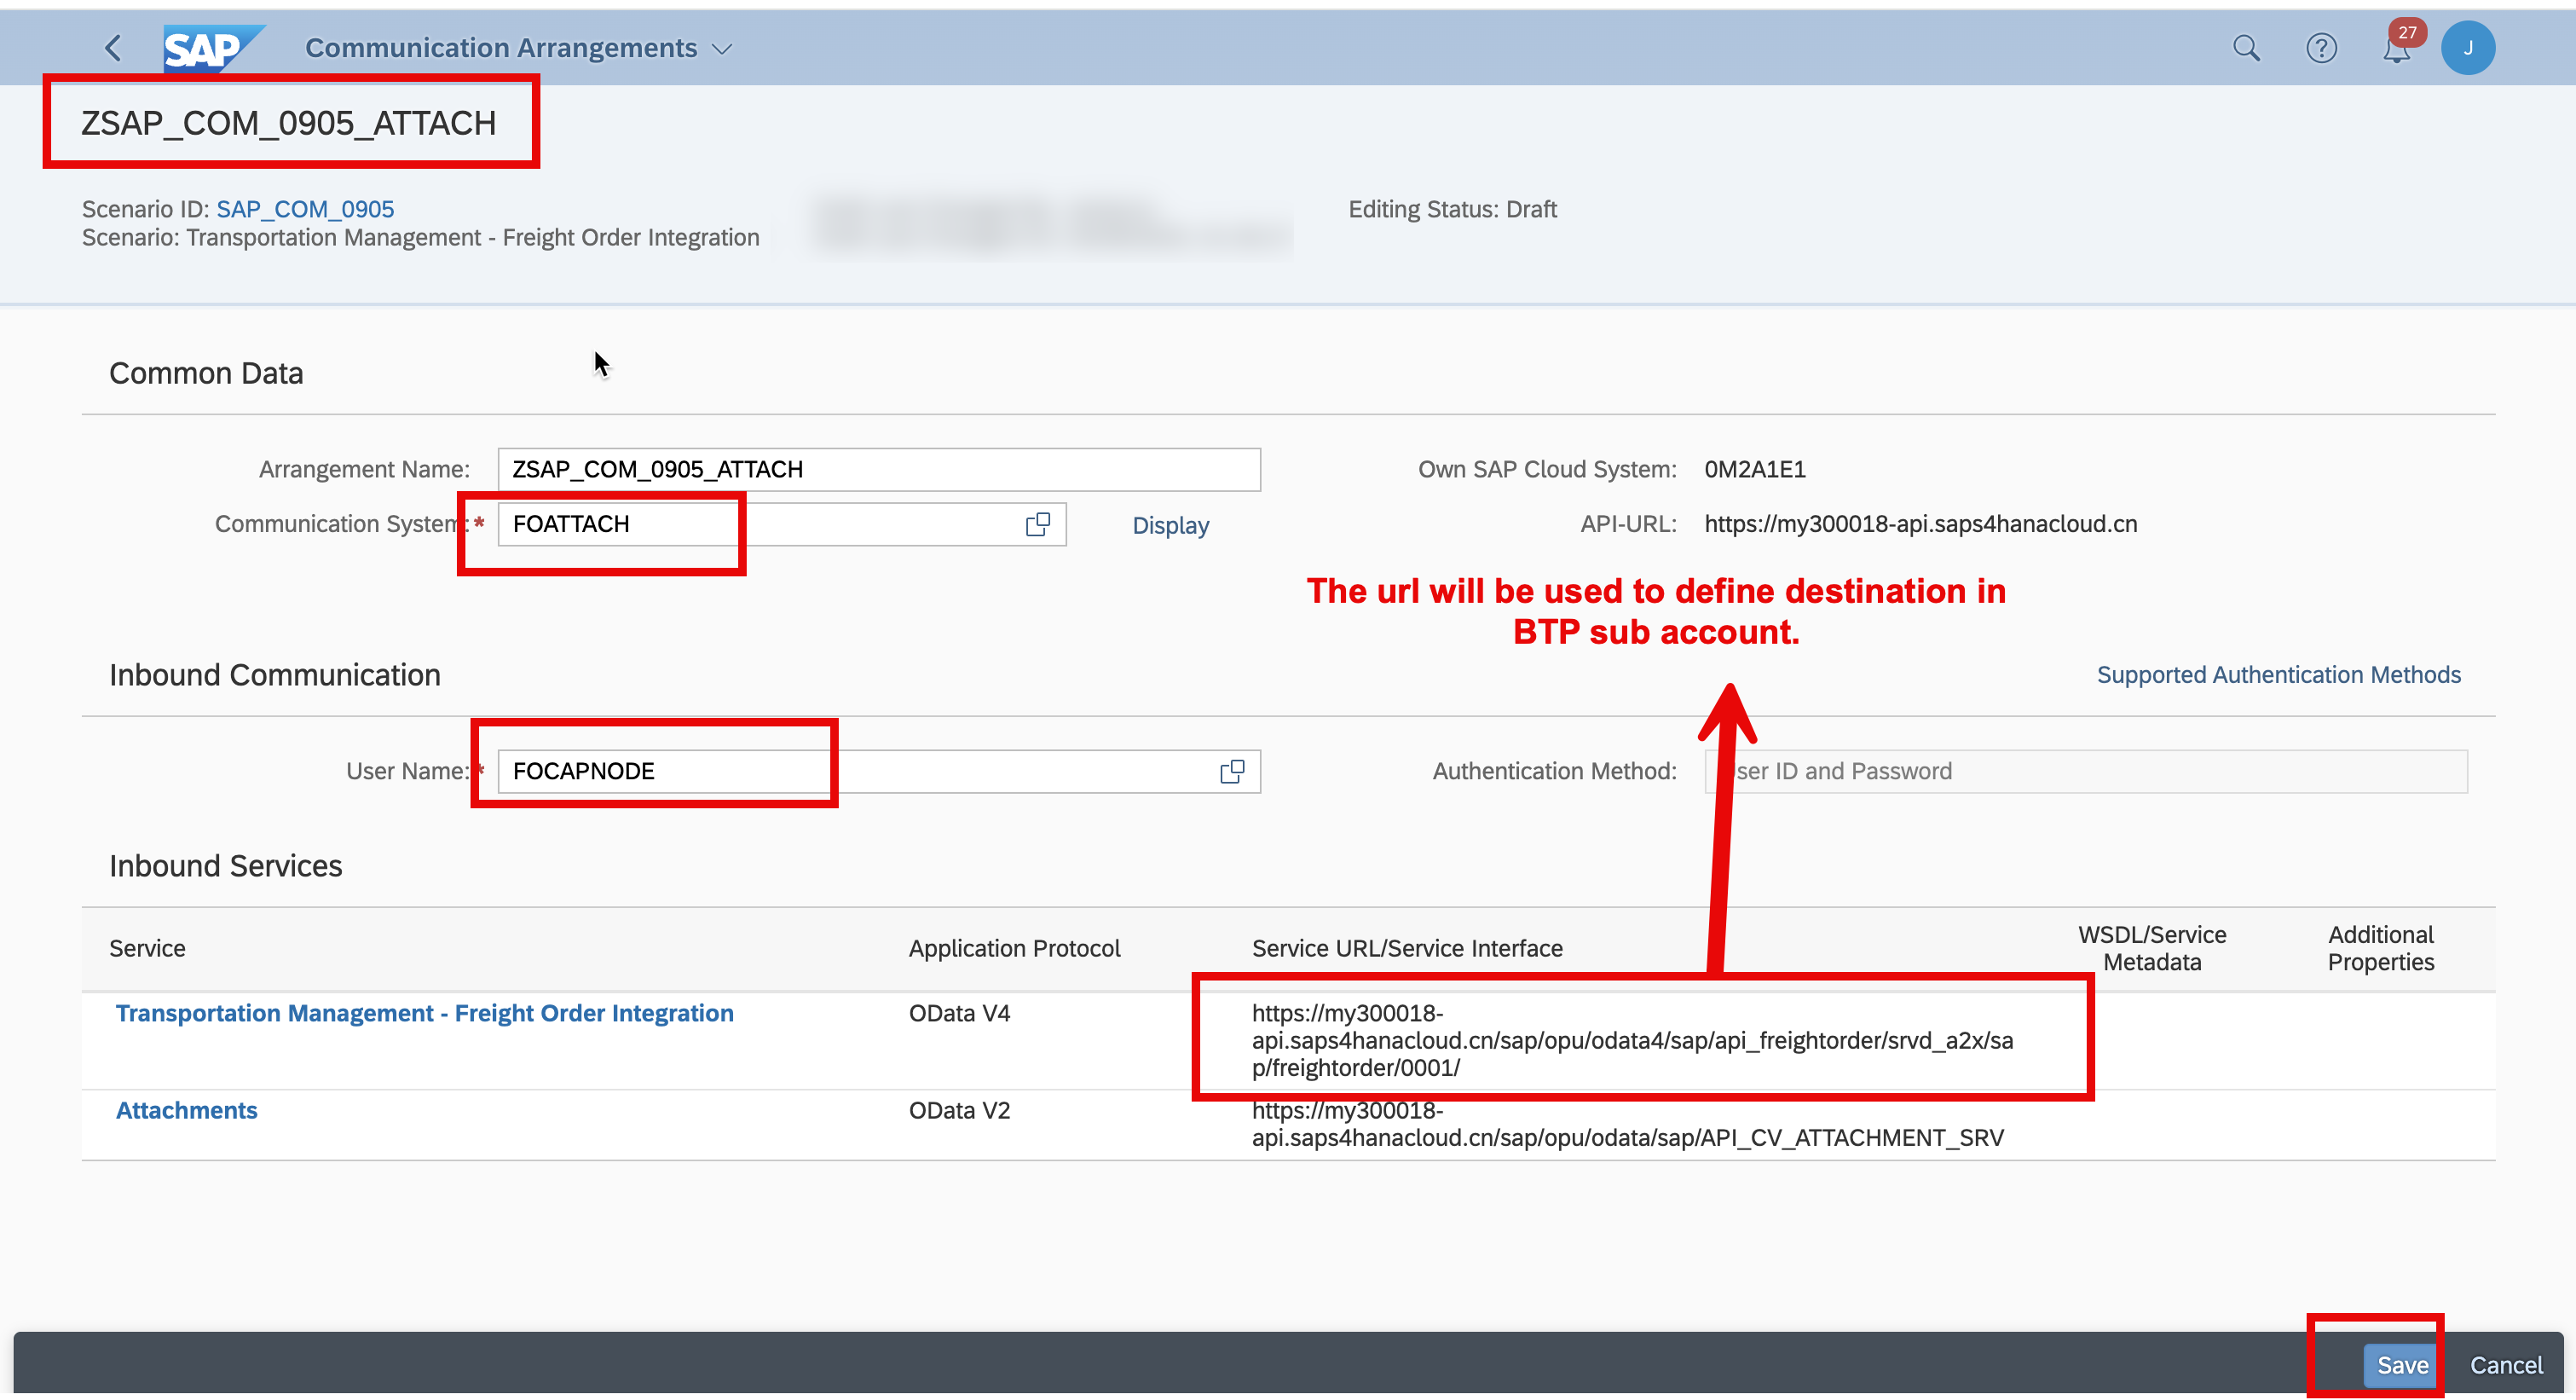 SAP Communication Arrangements
27
J
ZSAP_COM_0905_ATTACH
Scenario ID: SAP_COM_0905
Scenario: Transportation Management - Freight Order Integration
Editing Status: Draft
Common Data
Arrangement Name: ZSAP_COM_0905_ATTACH
Own SAP Cloud System: 0M2A1E1
Communication System:* FOATTACH
Display
API-URL: https://my300018-api.saps4hanacloud.cn
The url will be used to define destination in
BTP sub account.
Inbound Communication
Supported Authentication Methods
User Name:* FOCAPNODE
Authentication Method: ser ID and Password
Inbound Services
Service
Application Protocol
Service URL/Service Interface
WSDL/Service
Metadata
Additional
Properties
Transportation Management - Freight Order Integration
OData V4
https://my300018-
api.saps4hanacloud.cn/sap/opu/odata4/sap/api_freightorder/srvd_a2x/sa
p/freightorder/0001/
Attachments
OData V2
https://my300018-
api.saps4hanacloud.cn/sap/opu/odata/sap/API_CV_ATTACHMENT_SRV
Save
Cancel